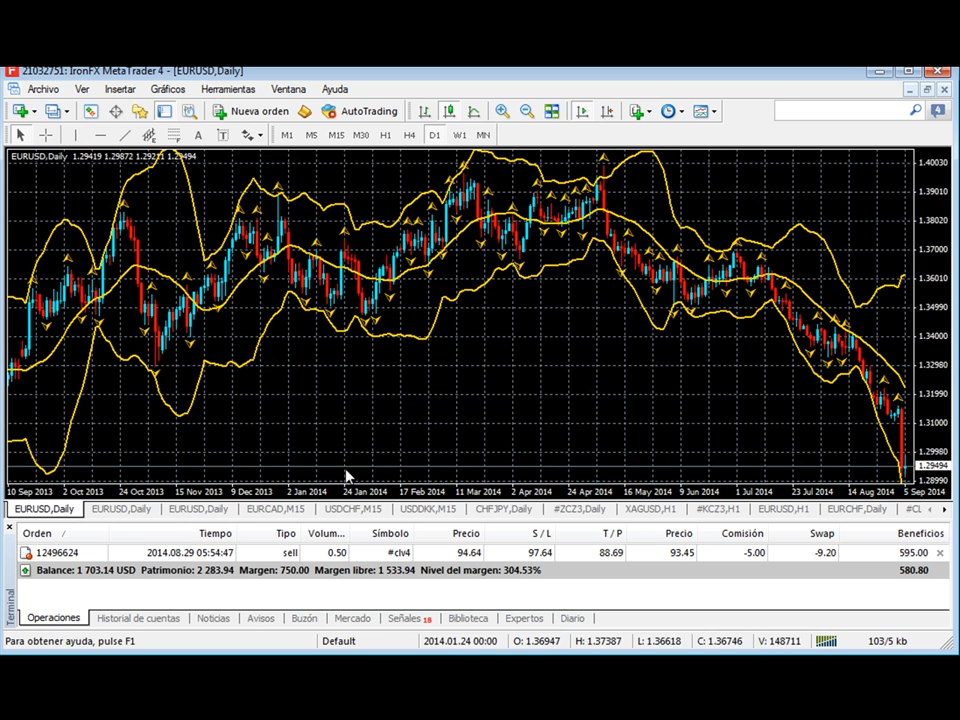 21032751: IronFX MetaTrader 4 - [EURUSD,Daily]
Archivo Ver Insertar Gráficos Herramientas Ventana Ayuda
Nueva orden AutoTrading 4
A T M1 M5 M15 M30 H1 H4 D1 W1 MN
EURUSD,Daily 1.29419 1.29872 1.29211 1.29494
1.40030
1.39010
1.38020
1.37000
1.36010
1.34990
1.34000
1.32980
1.31990
1.31000
1.29980
1.29494
1.28990
10 Sep 2013 2 Oct 2013 24 Oct 2013 15 Nov 2013 9 Dec 2013 2 Jan 2014 24 Jan 2014 17 Feb 2014 11 Mar 2014 2 Apr 2014 24 Apr 2014 16 May 2014 9 Jun 2014 1 Jul 2014 23 Jul 2014 14 Aug 2014 5 Sep 2014
EURUSD,Daily EURUSD,Daily EURUSD,Daily EURCAD,M15 USDCHF,M15 USDDKK,M15 CHFJPY,Daily #ZCZ3,Daily XAGUSD,H1 #KCZ3,H1 EURUSD,H1 EURCHF,Daily #CL
Orden / Tiempo Tipo Volum... Símbolo Precio S / L T / P Precio Comisión Swap Beneficios
12496624 2014.08.29 05:54:47 sell 0.50 #clv4 94.64 97.64 88.69 93.45 -5.00 -9.20 595.00
Balance: 1 703.14 USD Patrimonio: 2 283.94 Margen: 750.00 Margen libre: 1 533.94 Nivel del margen: 304.53% 580.80
Terminal
Operaciones Historial de cuentas Noticias Avisos Buzón Mercado Señales 18 Biblioteca Expertos Diario
Para obtener ayuda, pulse F1 Default 2014.01.24 00:00 O: 1.36947 H: 1.37387 L: 1.36618 C: 1.36746 V: 148711 103/5 kb